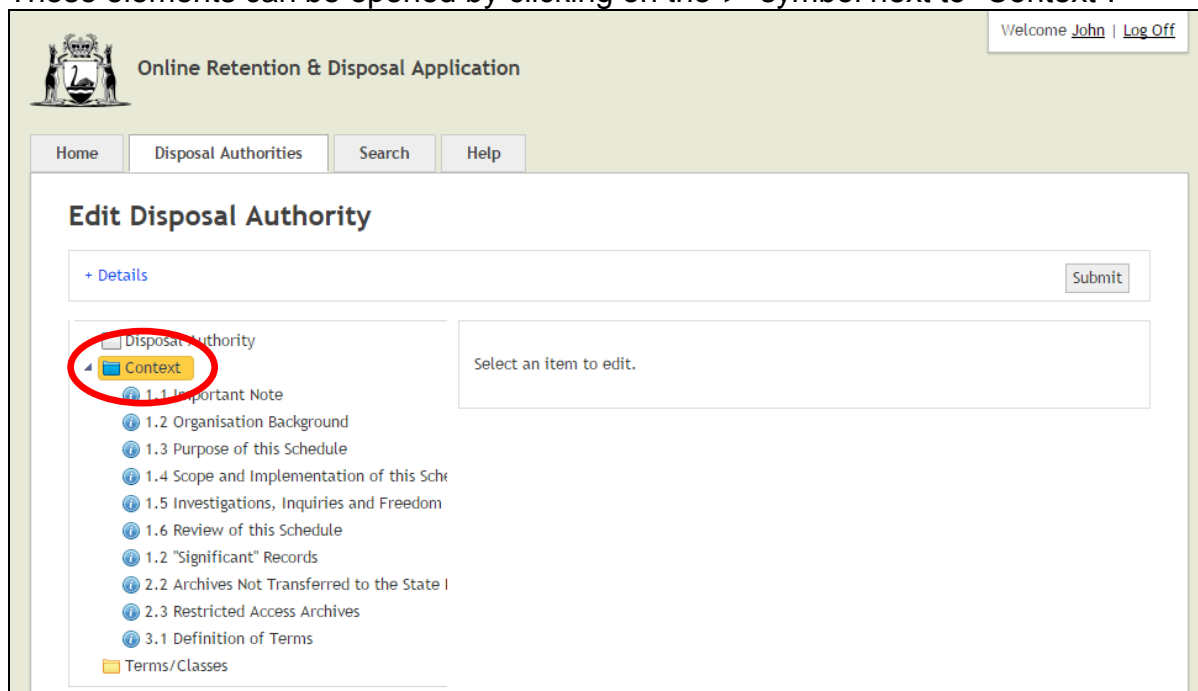 These elements can be opened by clicking on the > symbol next to "Context".
Welcome John | Log Off
Online Retention & Disposal Application
Home Disposal Authorities Search Help
Edit Disposal Authority
+ Details Submit
Disposal Authority
Select an item to edit.
Context
1.1 Important Note
1.2 Organisation Background
1.3 Purpose of this Schedule
1.4 Scope and Implementation of this Sche
1.5 Investigations, Inquiries and Freedom
1.6 Review of this Schedule
1.2 "Significant" Records
2.2 Archives Not Transferred to the State
2.3 Restricted Access Archives
3.1 Definition of Terms
Terms/Classes